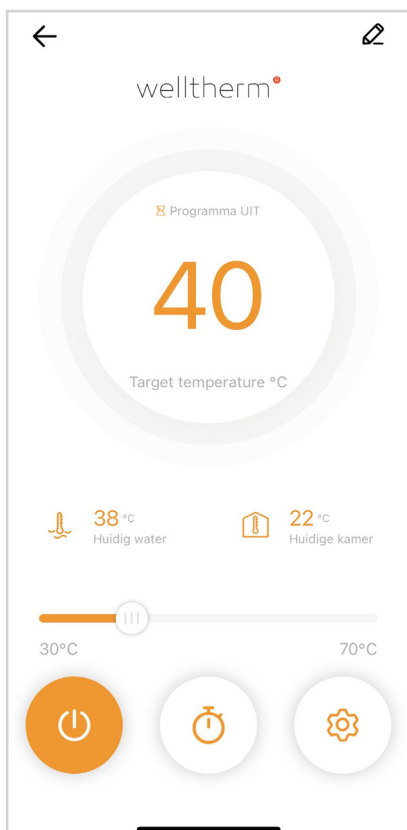 welltherm®
Programma UIT
40
Target temperature °C
38 °C
Huidig water
22 °C
Huidige kamer
30°C
70°C